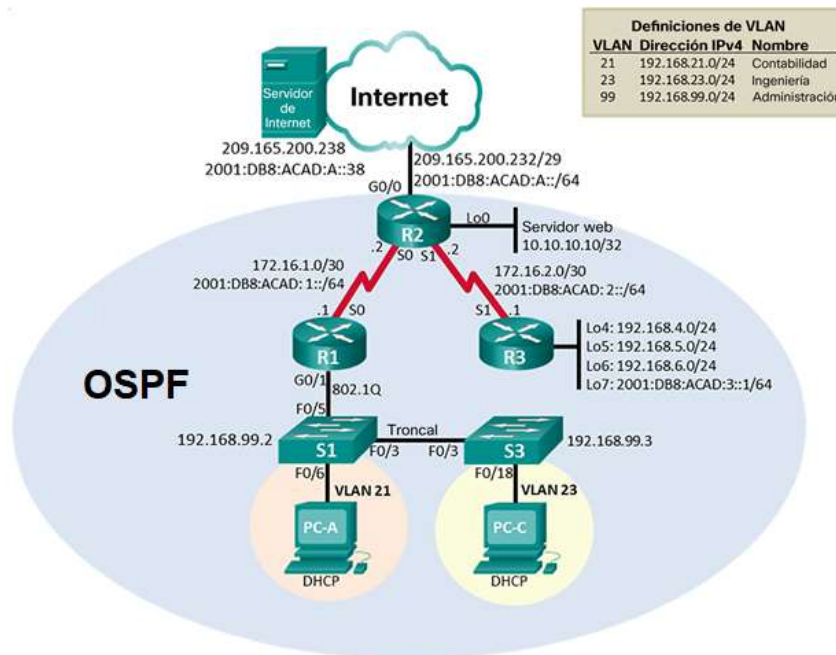 Definiciones de VLAN
VLAN Dirección IPv4 Nombre
21 192.168.21.0/24 Contabilidad
23 192.168.23.0/24 Ingeniería
99 192.168.99.0/24 Administración
Servidor
de
Internet
Internet
209.165.200.238
2001:DB8:ACAD:A::38
209.165.200.232/29
2001:DB8:ACAD:A::/64
G0/0
R2
Lo0
Servidor web
10.10.10.10/32
.2
S0
S1
.2
172.16.1.0/30
2001:DB8:ACAD: 1::/64
172.16.2.0/30
2001:DB8:ACAD: 2::/64
.1
S0
S1
.1
R1
R3
Lo4: 192.168.4.0/24
Lo5: 192.168.5.0/24
Lo6: 192.168.6.0/24
Lo7: 2001:DB8:ACAD:3::1/64
G0/1
802.1Q
OSPF
F0/5
192.168.99.2
S1
Troncal
F0/3
F0/3
S3
192.168.99.3
F0/6
F0/18
VLAN 21
VLAN 23
PC-A
PC-C
DHCP
DHCP